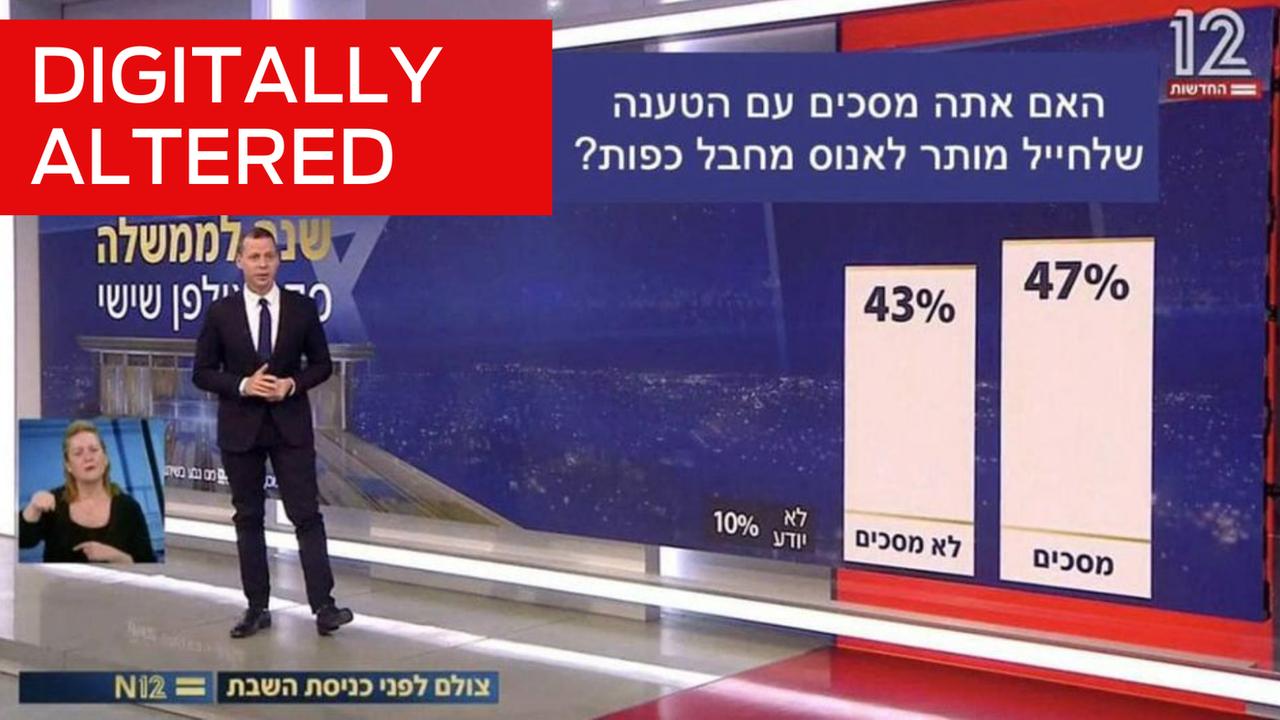 DIGITALLY
ALTERED
12
החדשות
האם אתה מסכים עם הטענה
שלחייל מותר לאנוס מחבל כפות?
שנה לממשלה
אולפן שישי
43%
47%
לא
יודע
10%
לא מסכים
מסכים
N12
צולם לפני כניסת השבת